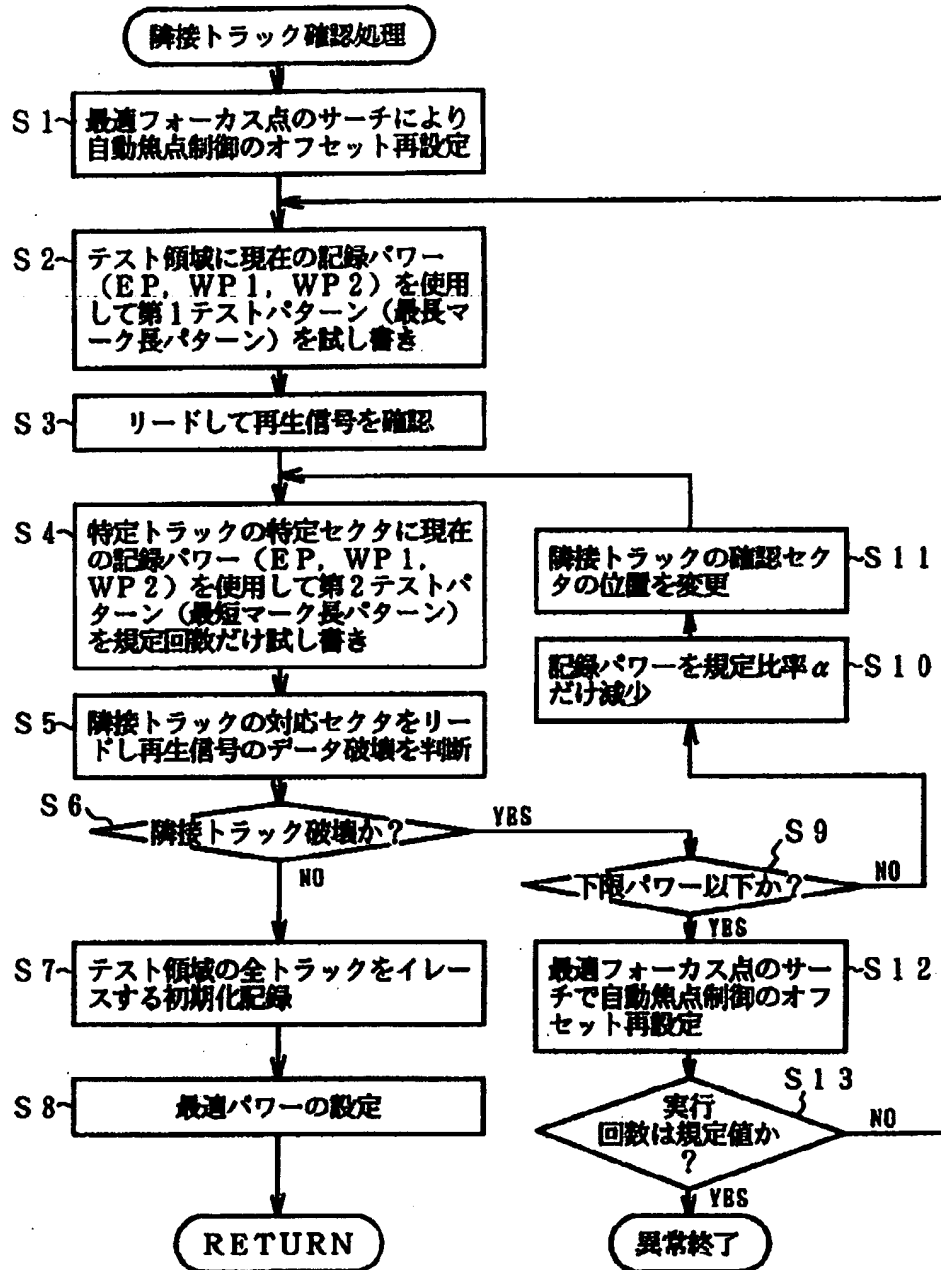 隣接トラック確認処理
S1
最適フォーカス点のサーチにより
自動焦点制御のオフセット再設定
S2
テスト領域に現在の記録パワー
(EP, WP1, WP2)を使用
して第1テストパターン(最長マ
ーク長パターン)を試し書き
S3
リードして再生信号を確認
S4
特定トラックの特定セクタに現在
の記録パワー(EP, WP1,
WP2)を使用して第2テストパ
ターン(最短マーク長パターン)
を規定回数だけ試し書き
S5
隣接トラックの対応セクタをリー
ドし再生信号のデータ破壊を判断
S6
隣接トラック破壊か?
YES
NO
S7
テスト領域の全トラックをイレー
スする初期化記録
S8
最適パワーの設定
RETURN
隣接トラックの確認セク
タの位置を変更
S11
記録パワーを規定比率α
だけ減少
S10
S9
下限パワー以下か?
NO
YES
最適フォーカス点のサー
チで自動焦点制御のオフ
セット再設定
S12
S13
実行
回数は規定値か
?
NO
YES
異常終了